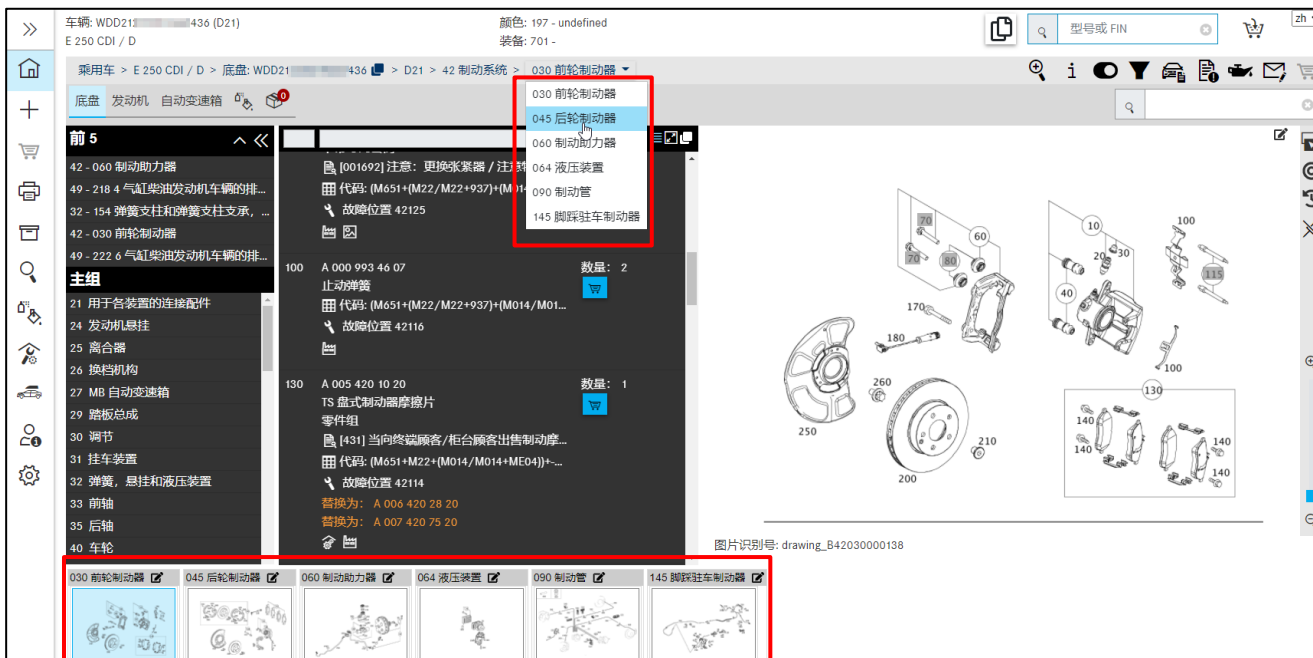 车辆: WDD212 436 (D21)
E 250 CDI / D
颜色: 197 - undefined
装备: 701 -
型号或 FIN
zh
乘用车 > E 250 CDI / D > 底盘: WDD21 436 > D21 > 42 制动系统 > 030 前轮制动器
030 前轮制动器
045 后轮制动器
060 制动助力器
064 液压装置
090 制动管
145 脚踩驻车制动器
底盘 发动机 自动变速箱 0
前 5
42 - 060 制动助力器
49 - 218 4 气缸柴油发动机车辆的排...
32 - 154 弹簧支柱和弹簧支柱支承, ...
42 - 030 前轮制动器
49 - 222 6 气缸柴油发动机车辆的排...
主组
21 用于各装置的连接配件
24 发动机悬挂
25 离合器
26 换档机构
27 MB 自动变速箱
29 踏板总成
30 调节
31 挂车装置
32 弹簧，悬挂和液压装置
33 前轴
35 后轴
40 车轮
[001692] 注意：更换张紧器 / 注意
代码: (M651+(M22/M22+937)+(M01
故障位置 42125
100 A 000 993 46 07 数量: 2
止动弹簧
代码: (M651+(M22/M22+937)+(M014/M01...
故障位置 42116
130 A 005 420 10 20 数量: 1
TS 盘式制动器摩擦片
零件组
[431] 当向终端顾客/柜台顾客出售制动摩...
代码: (M651+M22+(M014/M014+ME04))+-...
故障位置 42114
替换为: A 006 420 28 20
替换为: A 007 420 75 20
70
70
60
80
170
180
250
260
200
210
10
20
30
40
100
115
100
130
140
140
140
140
图片识别号: drawing_B42030000138
030 前轮制动器
045 后轮制动器
060 制动助力器
064 液压装置
090 制动管
145 脚踩驻车制动器